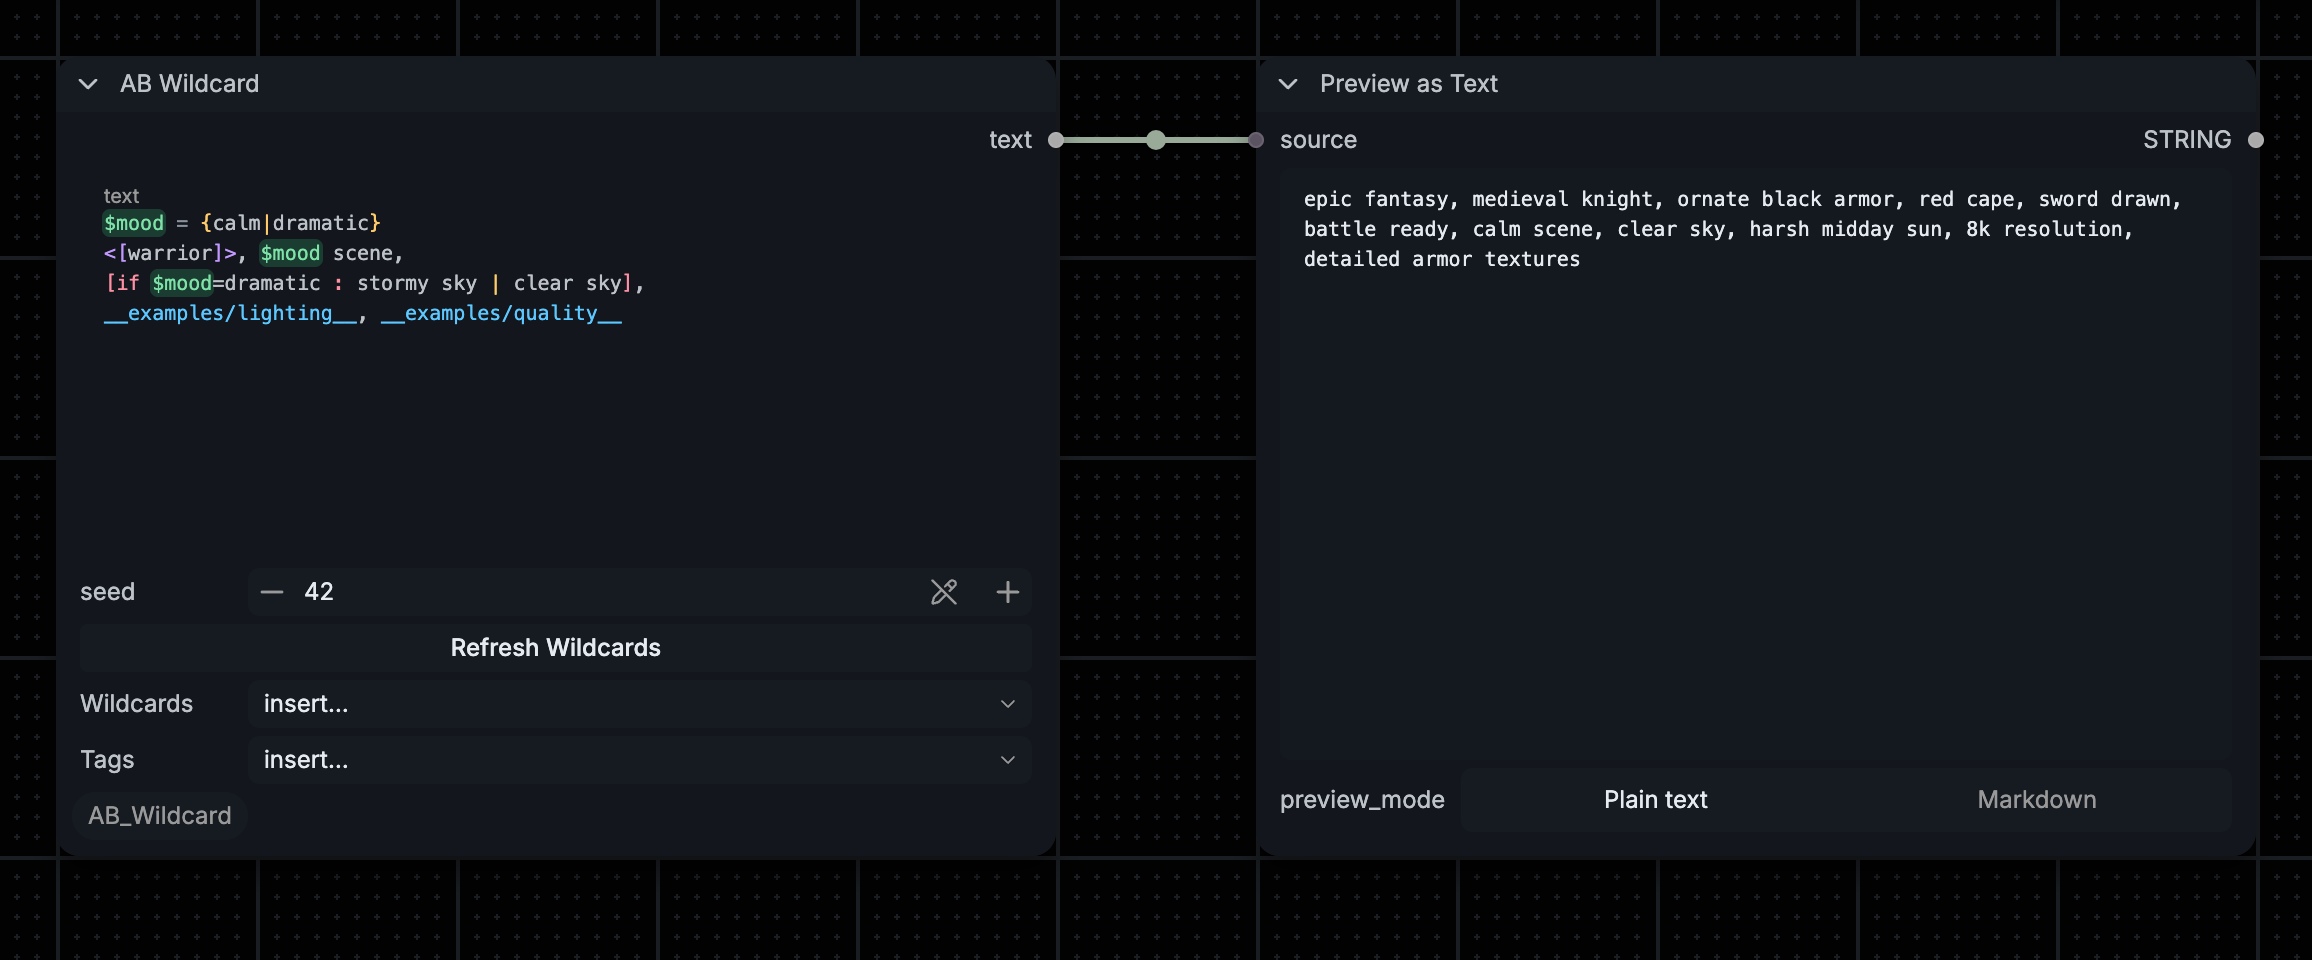 AB Wildcard
text
text
$mood = {calm|dramatic}
<[warrior]>, $mood scene,
[if $mood=dramatic : stormy sky | clear sky],
__examples/lighting__, __examples/quality__
seed
42
Refresh Wildcards
Wildcards
insert...
Tags
insert...
AB_Wildcard
Preview as Text
source
STRING
epic fantasy, medieval knight, ornate black armor, red cape, sword drawn,
battle ready, calm scene, clear sky, harsh midday sun, 8k resolution,
detailed armor textures
preview_mode
Plain text
Markdown